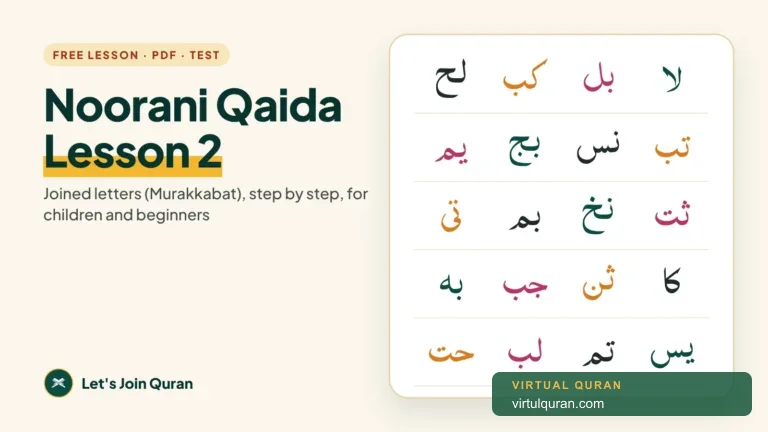 FREE LESSON · PDF · TEST
Noorani Qaida
Lesson 2
Joined letters (Murakkabat), step by step, for
children and beginners
لا بل كب لح
تب نس بج يم
ثت نخ بم تي
كا ثن جب به
يس تم لب حت
Let's Join Quran
VIRTUAL QURAN
virtulquran.com